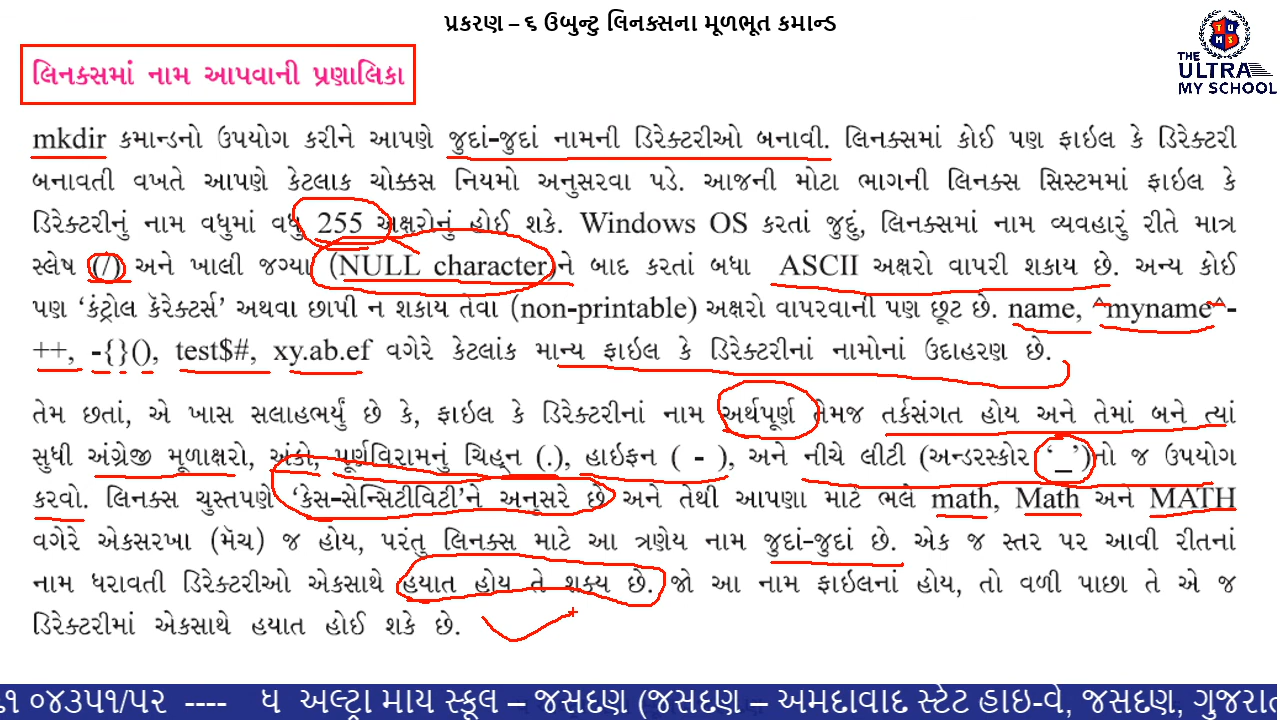 પ્રકરણ – ૬ ઉબુન્ટુ લિનક્સના મૂળભૂત કમાન્ડ
THE
ULTRA
MY SCHOOL
TU
MS
લિનક્સમાં નામ આપવાની પ્રણાલિકા
mkdir કમાન્ડનો ઉપયોગ કરીને આપણે જુદાં-જુદાં નામની ડિરેક્ટરીઓ બનાવી. લિનક્સમાં કોઈ પણ ફાઇલ કે ડિરેક્ટરી
બનાવતી વખતે આપણે કેટલાક ચોક્કસ નિયમો અનુસરવા પડે. આજની મોટા ભાગની લિનક્સ સિસ્ટમમાં ફાઇલ કે
ડિરેક્ટરીનું નામ વધુમાં વધુ 255 અક્ષરોનું હોઈ શકે. Windows OS કરતાં જુદું, લિનક્સમાં નામ વ્યવહારું રીતે માત્ર
સ્લેષ (/) અને ખાલી જગ્યા (NULL character)ને બાદ કરતાં બધા ASCII અક્ષરો વાપરી શકાય છે. અન્ય કોઈ
પણ ‘કંટ્રોલ કૅરેક્ટર્સ’ અથવા છાપી ન શકાય તેવા (non-printable) અક્ષરો વાપરવાની પણ છૂટ છે. name, ^myname^-
++, -{}(), test$#, xy.ab.ef વગેરે કેટલાંક માન્ય ફાઇલ કે ડિરેક્ટરીનાં નામોનાં ઉદાહરણ છે.
તેમ છતાં, એ ખાસ સલાહભર્યું છે કે, ફાઇલ કે ડિરેક્ટરીનાં નામ અર્થપૂર્ણ તેમજ તર્કસંગત હોય અને તેમાં બને ત્યાં
સુધી અંગ્રેજી મૂળાક્ષરો, અંકો, પૂર્ણવિરામનું ચિહ્ન (.), હાઇફન ( - ), અને નીચે લીટી (અન્ડરસ્કોર ‘_’)નો જ ઉપયોગ
કરવો. લિનક્સ ચુસ્તપણે ‘કેસ-સેન્સિટીવિટી’ને અનુસરે છે અને તેથી આપણા માટે ભલે math, Math અને MATH
વગેરે એકસરખા (મૅચ) જ હોય, પરંતુ લિનક્સ માટે આ ત્રણેય નામ જુદાં-જુદાં છે. એક જ સ્તર પર આવી રીતનાં
નામ ધરાવતી ડિરેક્ટરીઓ એકસાથે હયાત હોય તે શક્ય છે. જો આ નામ ફાઇલનાં હોય, તો વળી પાછા તે એ જ
ડિરેક્ટરીમાં એકસાથે હયાત હોઈ શકે છે.
૧ ૦૪૩૫૧/૫૨ ---- ધ અલ્ટ્રા માય સ્કૂલ – જસદણ (જસદણ – અમદાવાદ સ્ટેટ હાઇ-વે, જસદણ,